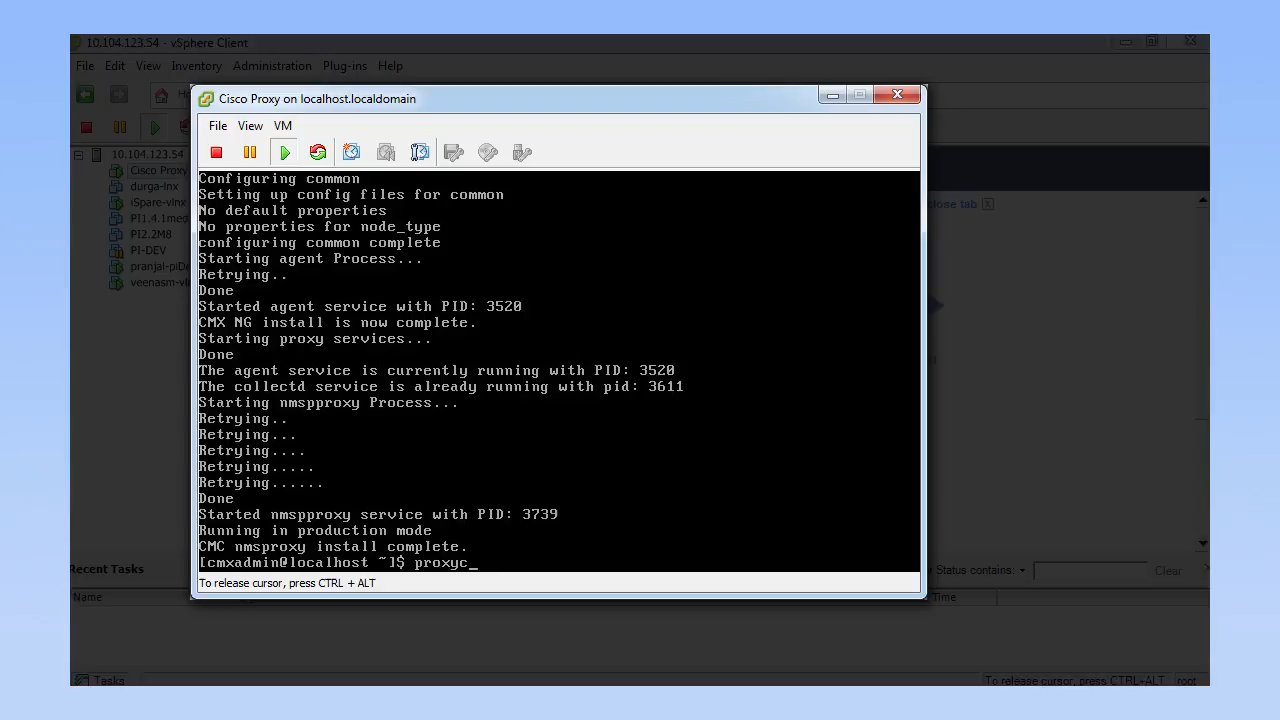 10.104.123.54 - vSphere Client
File Edit View Inventory Administration Plug-ins Help
Cisco Proxy on localhost.localdomain
File View VM
10.104.123.54
Cisco Proxy
durga-lnx
iSpare-vlnx
PI1.4.1med
PI2.2M8
PI-DEV
pranjal-piDe
veenasm-vli
close tab
Configuring common
Setting up config files for common
No default properties
No properties for node_type
configuring common complete
Starting agent Process...
Retrying..
Done
Started agent service with PID: 3520
CMX NG install is now complete.
Starting proxy services...
Done
The agent service is currently running with PID: 3520
The collectd service is already running with pid: 3611
Starting nmspproxy Process...
Retrying..
Retrying...
Retrying....
Retrying.....
Retrying......
Done
Started nmspproxy service with PID: 3739
Running in production mode
CMC nmsproxy install complete.
[cmxadmin@localhost ~]$ proxyc_
To release cursor, press CTRL + ALT
Recent Tasks
Status contains: Clear
Name Time
Tasks To release cursor, press CTRL+ALT root